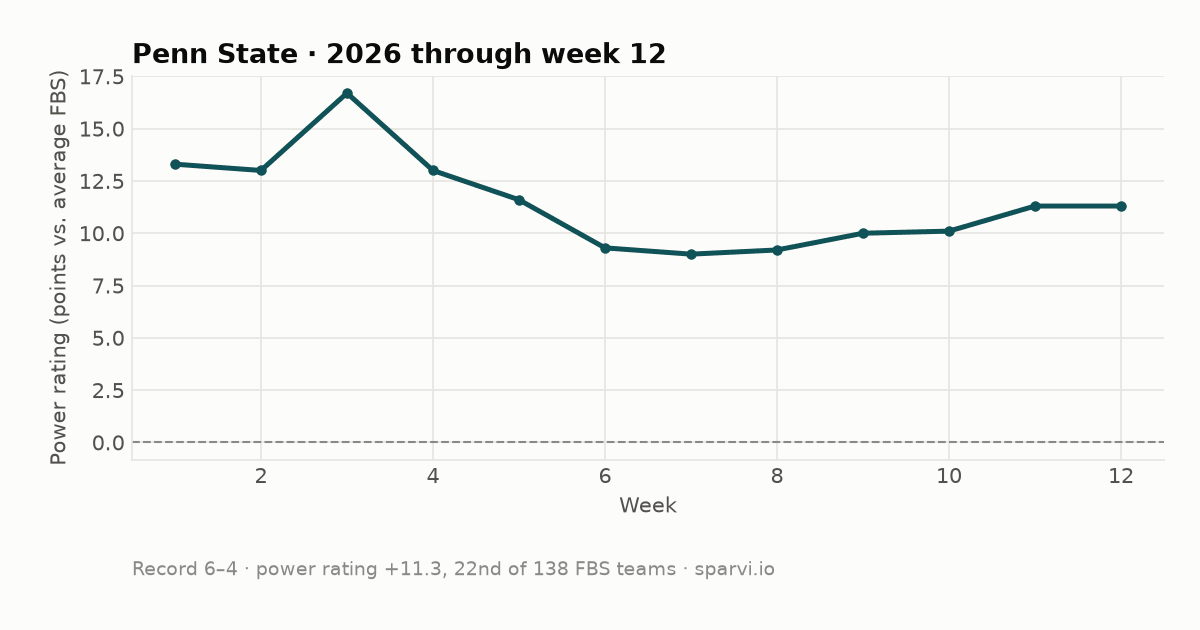 Penn State · 2026 through week 12
Power rating (points vs. average FBS)
17.5
15.0
12.5
10.0
7.5
5.0
2.5
0.0
2 4 6 8 10 12
Week
Record 6–4 · power rating +11.3, 22nd of 138 FBS teams · sparvi.io